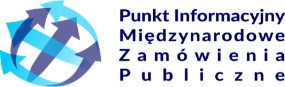 Punkt Informacyjny
Międzynarodowe
Zamówienia
Publiczne